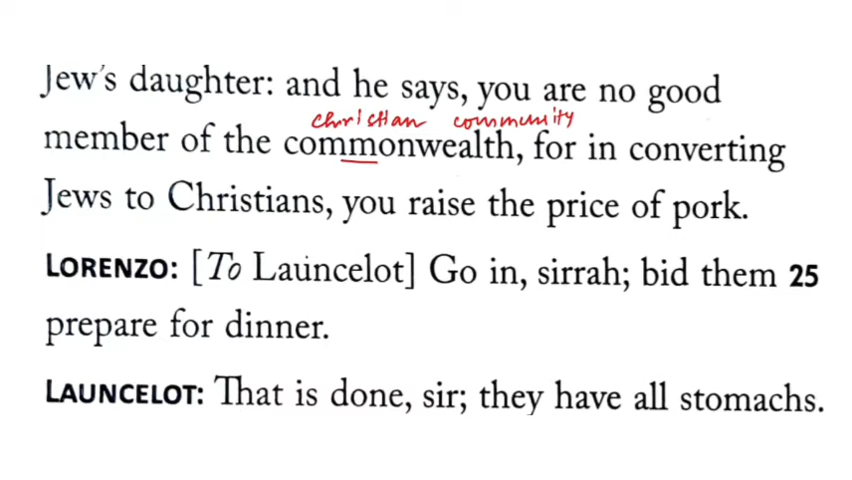 Jew's daughter: and he says, you are no good
christian community
member of the commonwealth, for in converting
Jews to Christians, you raise the price of pork.
LORENZO: [To Launcelot] Go in, sirrah; bid them 25
prepare for dinner.
LAUNCELOT: That is done, sir; they have all stomachs.